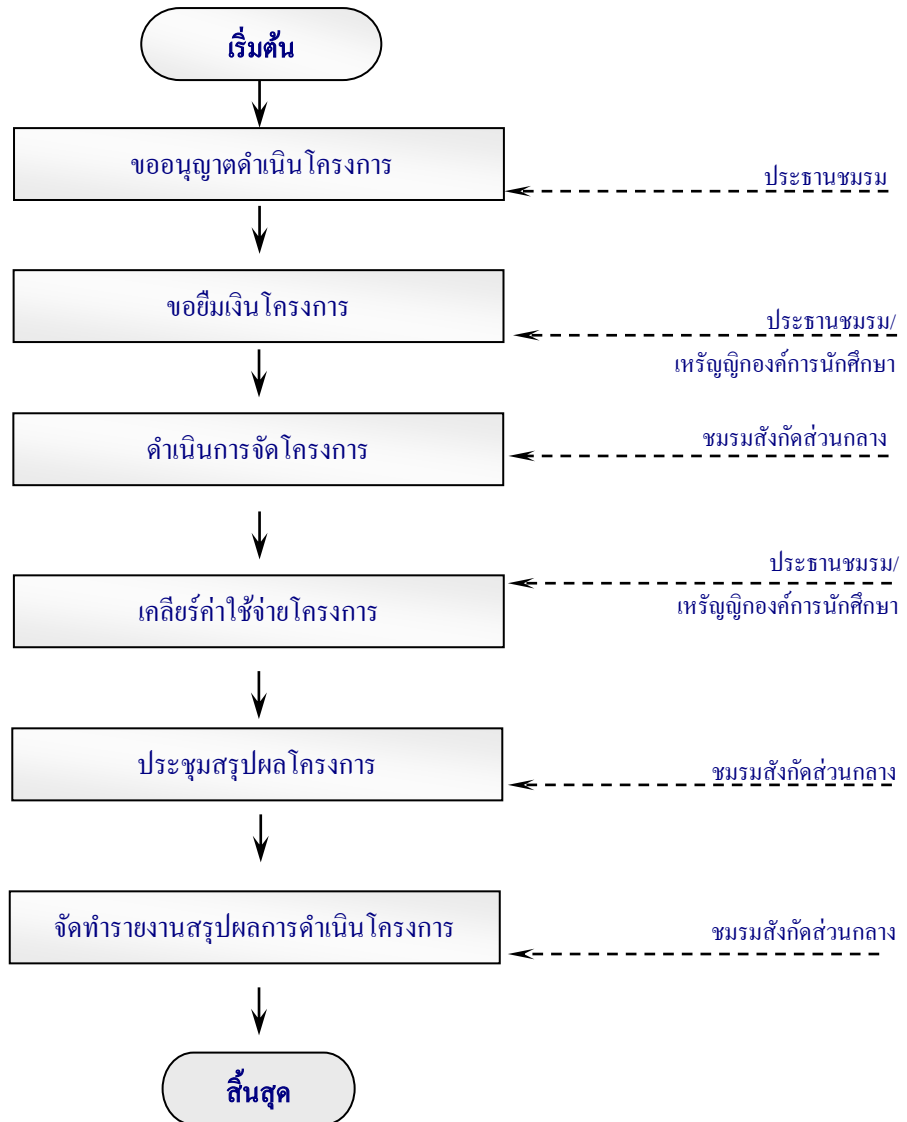 เริ่มต้น
ขออนุญาตดำเนินโครงการ
ประธานชมรม
ขอยืมเงินโครงการ
ประธานชมรม/
เหรัญญิกองค์การนักศึกษา
ดำเนินการจัดโครงการ
ชมรมสังกัดส่วนกลาง
เคลียร์ค่าใช้จ่ายโครงการ
ประธานชมรม/
เหรัญญิกองค์การนักศึกษา
ประชุมสรุปผลโครงการ
ชมรมสังกัดส่วนกลาง
จัดทำรายงานสรุปผลการดำเนินโครงการ
ชมรมสังกัดส่วนกลาง
สิ้นสุด